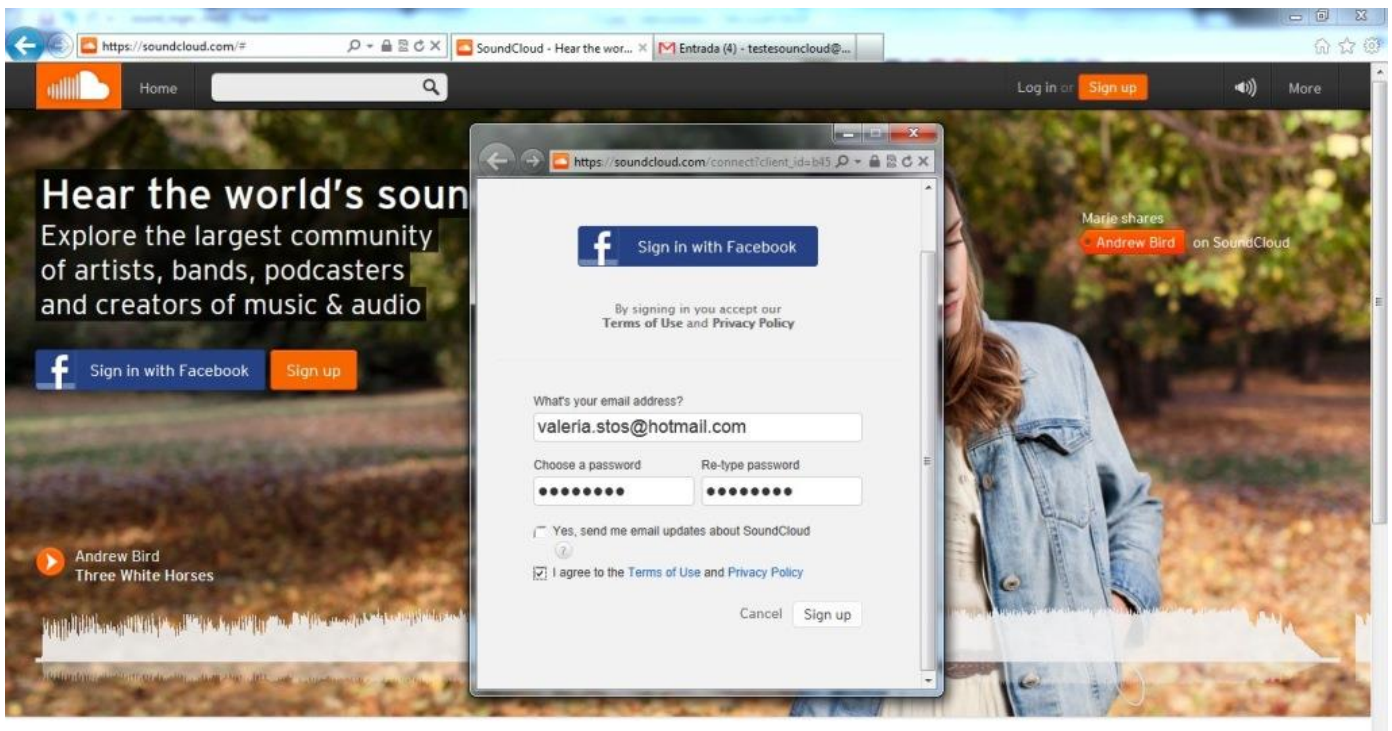 https://soundcloud.com/#
SoundCloud - Hear the wor...
Entrada (4) - testesouncloud@...
Home
Log in or Sign up
More
https://soundcloud.com/connect?client_id=b45
Hear the world's soun
Explore the largest community
of artists, bands, podcasters
and creators of music & audio
Sign in with Facebook
Sign up
Andrew Bird
Three White Horses
Sign in with Facebook
By signing in you accept our
Terms of Use and Privacy Policy
What's your email address?
valeria.stos@hotmail.com
Choose a password Re-type password
Yes, send me email updates about SoundCloud
?
I agree to the Terms of Use and Privacy Policy
Cancel Sign up
Marie shares
Andrew Bird on SoundCloud